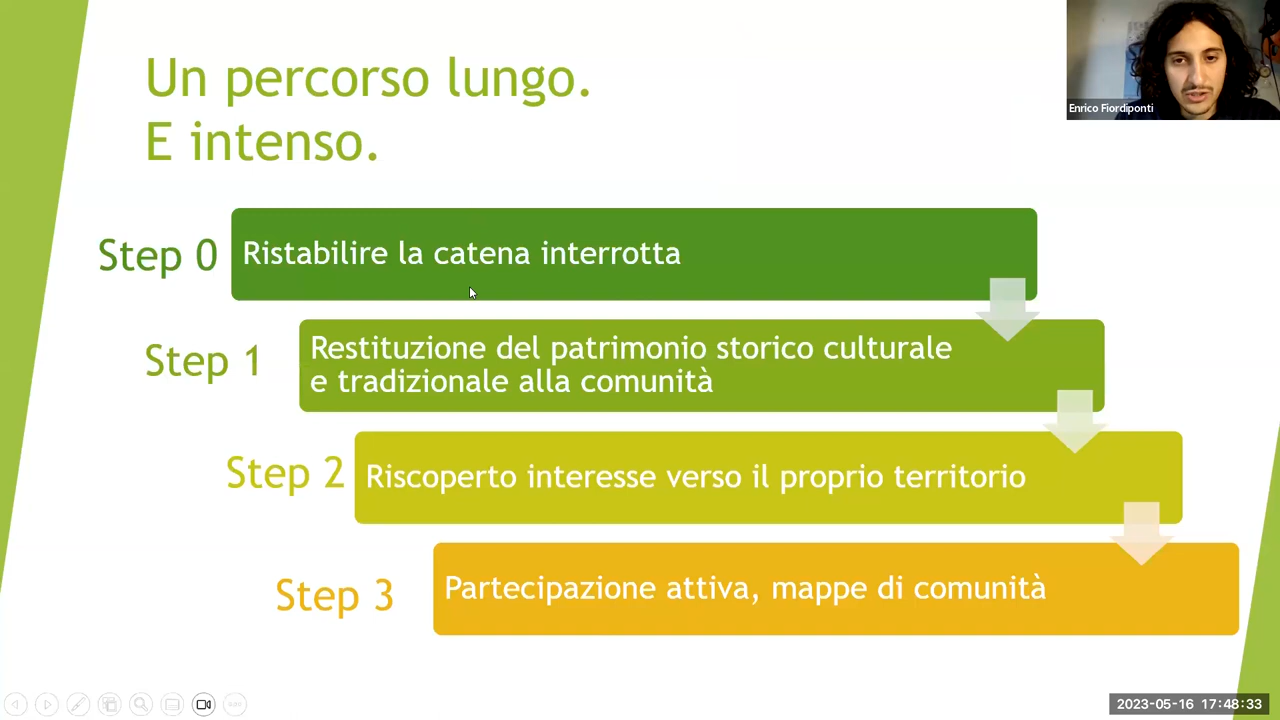 Un percorso lungo.
E intenso.
Enrico Fiordiponti
Step 0
Ristabilire la catena interrotta
Step 1
Restituzione del patrimonio storico culturale
e tradizionale alla comunità
Step 2
Riscoperto interesse verso il proprio territorio
Step 3
Partecipazione attiva, mappe di comunità
2023-05-16 17:48:33